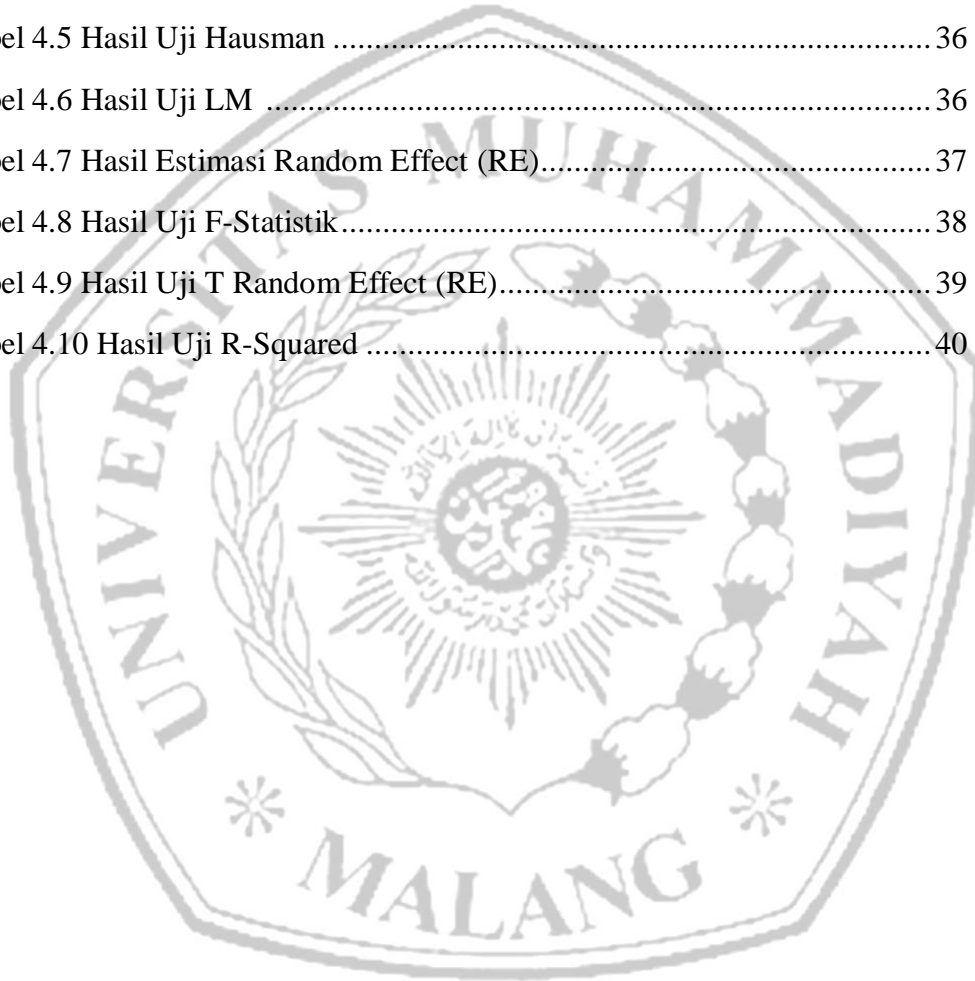 bel 4.5 Hasil Uji Hausman ........................................................................ 36
bel 4.6 Hasil Uji LM ................................................................................ 36
bel 4.7 Hasil Estimasi Random Effect (RE)............................................... 37
bel 4.8 Hasil Uji F-Statistik....................................................................... 38
bel 4.9 Hasil Uji T Random Effect (RE).................................................... 39
bel 4.10 Hasil Uji R-Squared .................................................................... 40
UNIVERSITAS MUHAMMADIYAH
MALANG